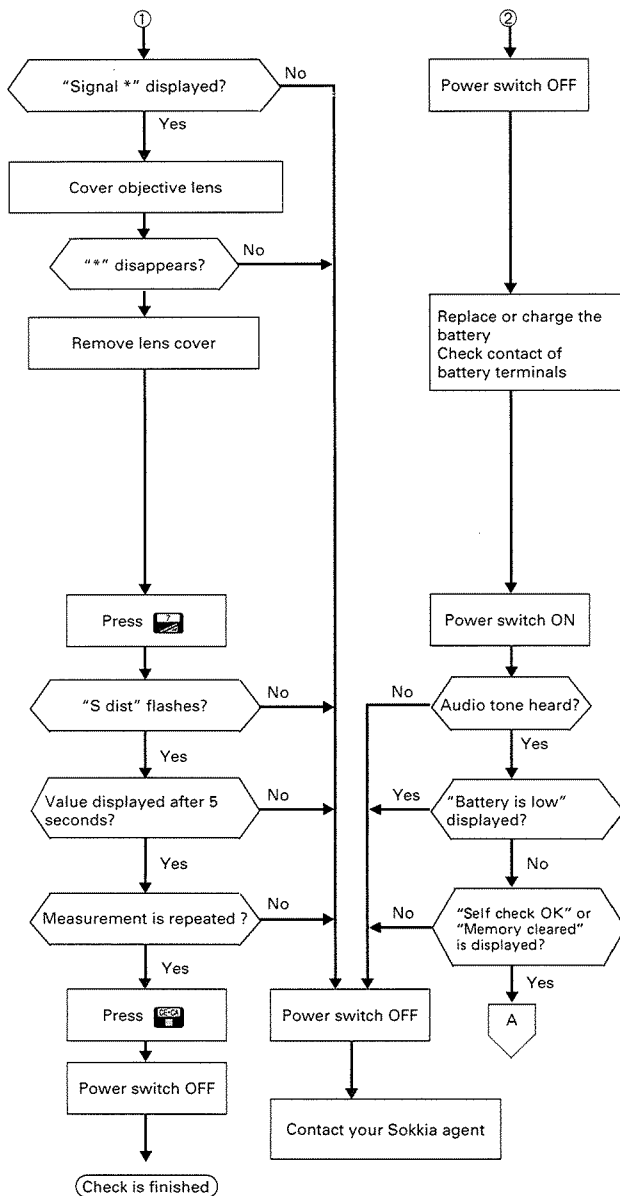 ①
"Signal *" displayed?
No
Yes
Cover objective lens
"*" disappears?
No
Remove lens cover
Press 7
"S dist" flashes?
No
Yes
Value displayed after 5
seconds?
No
Yes
Measurement is repeated ?
No
Yes
Press CE•CA
Power switch OFF
Check is finished
②
Power switch OFF
Replace or charge the
battery
Check contact of
battery terminals
Power switch ON
Audio tone heard?
No
Yes
"Battery is low"
displayed?
Yes
No
"Self check OK" or
"Memory cleared"
is displayed?
No
Yes
A
Power switch OFF
Contact your Sokkia agent